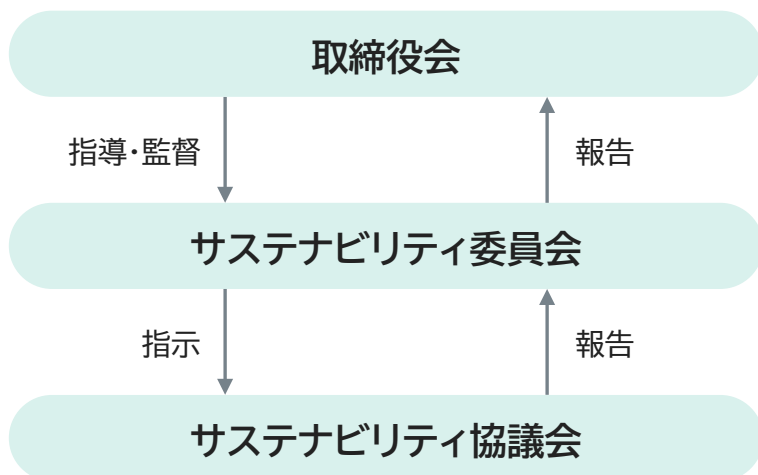 取締役会
指導・監督
報告
サステナビリティ委員会
指示
報告
サステナビリティ協議会